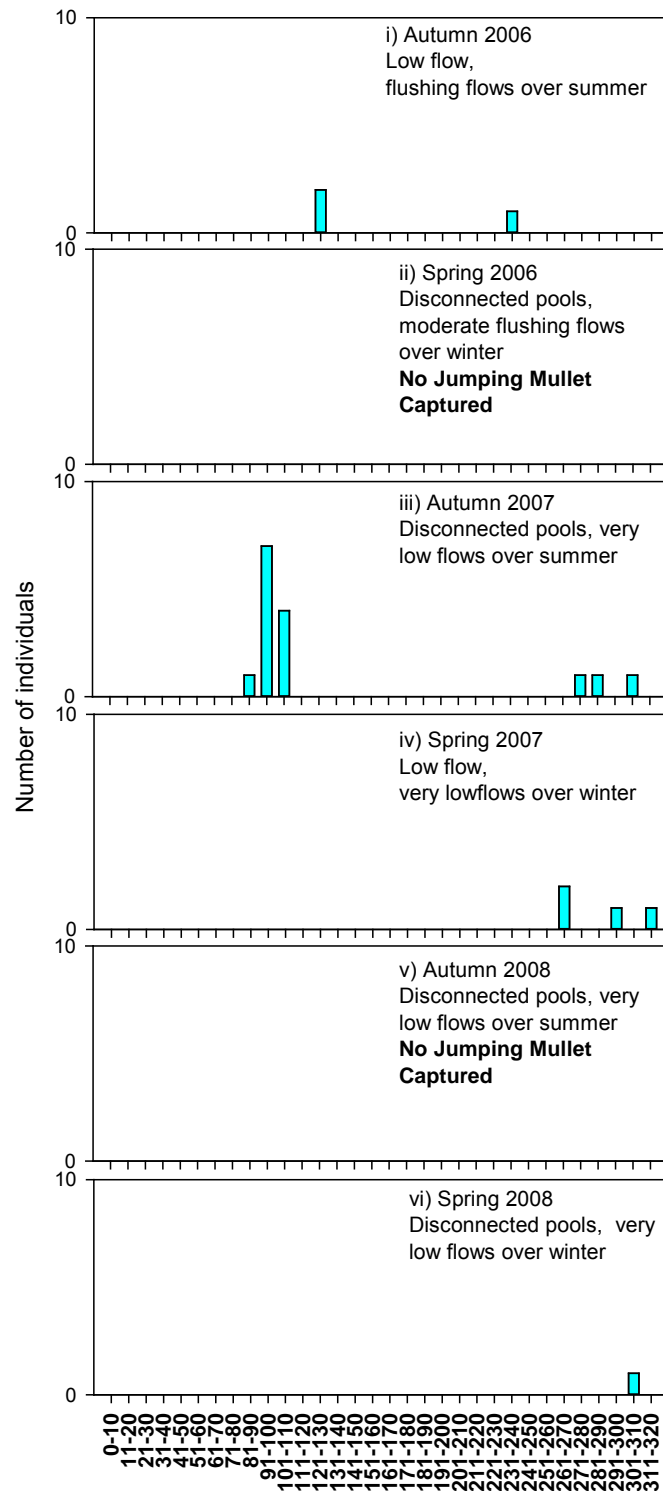 10
i) Autumn 2006
Low flow,
flushing flows over summer
0
10
ii) Spring 2006
Disconnected pools,
moderate flushing flows
over winter
No Jumping Mullet
Captured
0
10
iii) Autumn 2007
Disconnected pools, very
low flows over summer
0
Number of individuals
10
iv) Spring 2007
Low flow,
very lowflows over winter
0
10
v) Autumn 2008
Disconnected pools, very
low flows over summer
No Jumping Mullet
Captured
0
10
vi) Spring 2008
Disconnected pools, very
low flows over winter
0
0-10
11-20
21-30
31-40
41-50
51-60
61-70
71-80
81-90
91-100
101-110
111-120
121-130
131-140
141-150
151-160
161-170
171-180
181-190
191-200
201-210
211-220
221-230
231-240
241-250
251-260
261-270
271-280
281-290
291-300
301-310
311-320